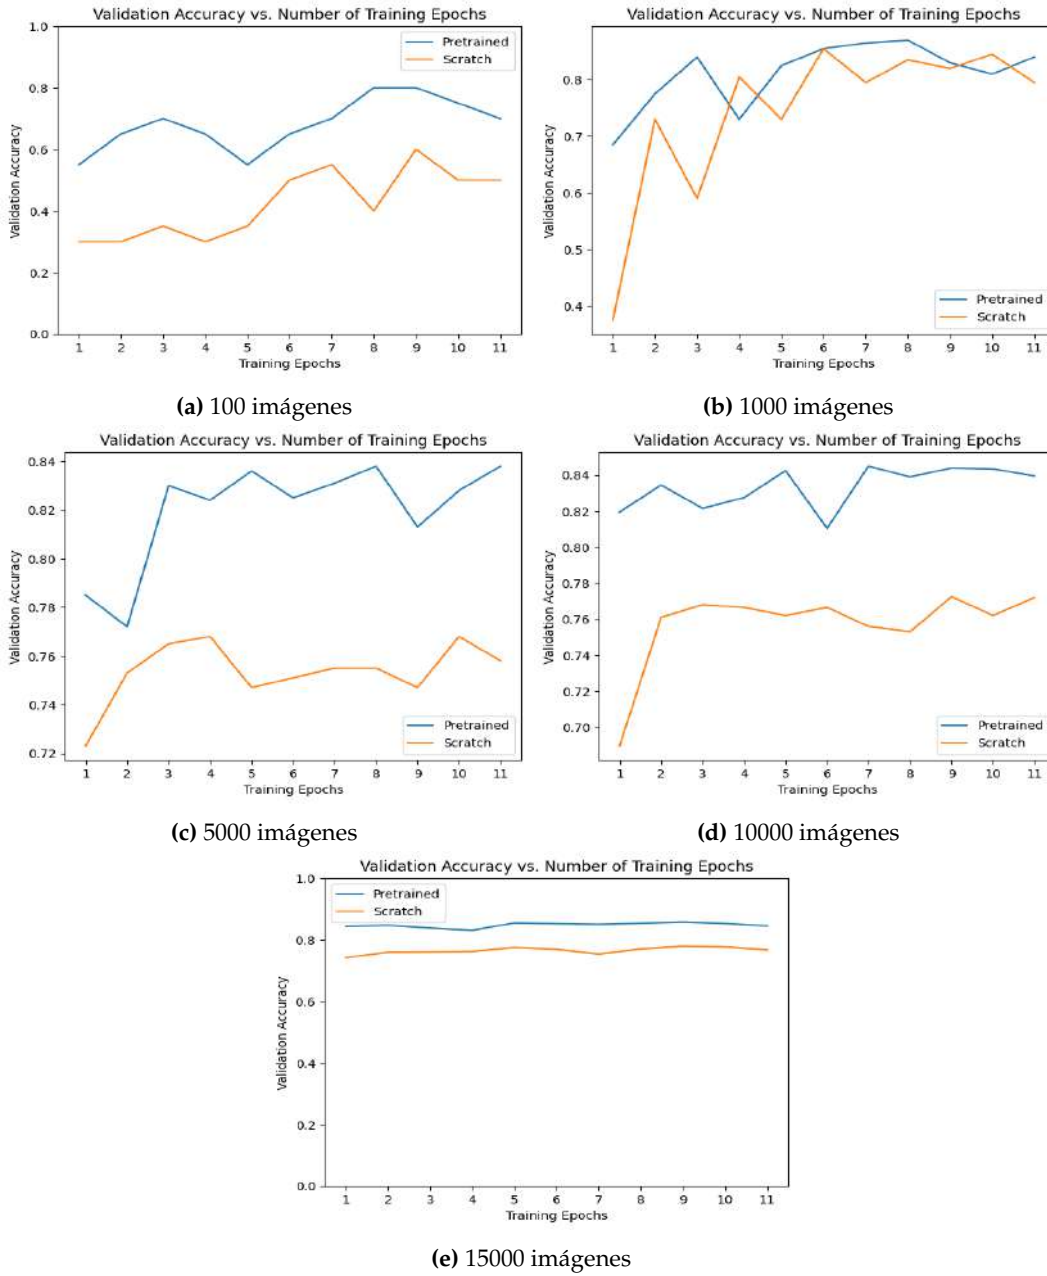 Validation Accuracy vs. Number of Training Epochs
1.0
0.8
0.6
0.4
0.2
0.0
Validation Accuracy
Pretrained
Scratch
1 2 3 4 5 6 7 8 9 10 11
Training Epochs
(a) 100 imágenes
Validation Accuracy vs. Number of Training Epochs
0.8
0.7
0.6
0.5
0.4
Validation Accuracy
Pretrained
Scratch
1 2 3 4 5 6 7 8 9 10 11
Training Epochs
(b) 1000 imágenes
Validation Accuracy vs. Number of Training Epochs
0.84
0.82
0.80
0.78
0.76
0.74
0.72
Validation Accuracy
Pretrained
Scratch
1 2 3 4 5 6 7 8 9 10 11
Training Epochs
(c) 5000 imágenes
Validation Accuracy vs. Number of Training Epochs
0.84
0.82
0.80
0.78
0.76
0.74
0.72
0.70
Validation Accuracy
Pretrained
Scratch
1 2 3 4 5 6 7 8 9 10 11
Training Epochs
(d) 10000 imágenes
Validation Accuracy vs. Number of Training Epochs
1.0
0.8
0.6
0.4
0.2
0.0
Validation Accuracy
Pretrained
Scratch
1 2 3 4 5 6 7 8 9 10 11
Training Epochs
(e) 15000 imágenes